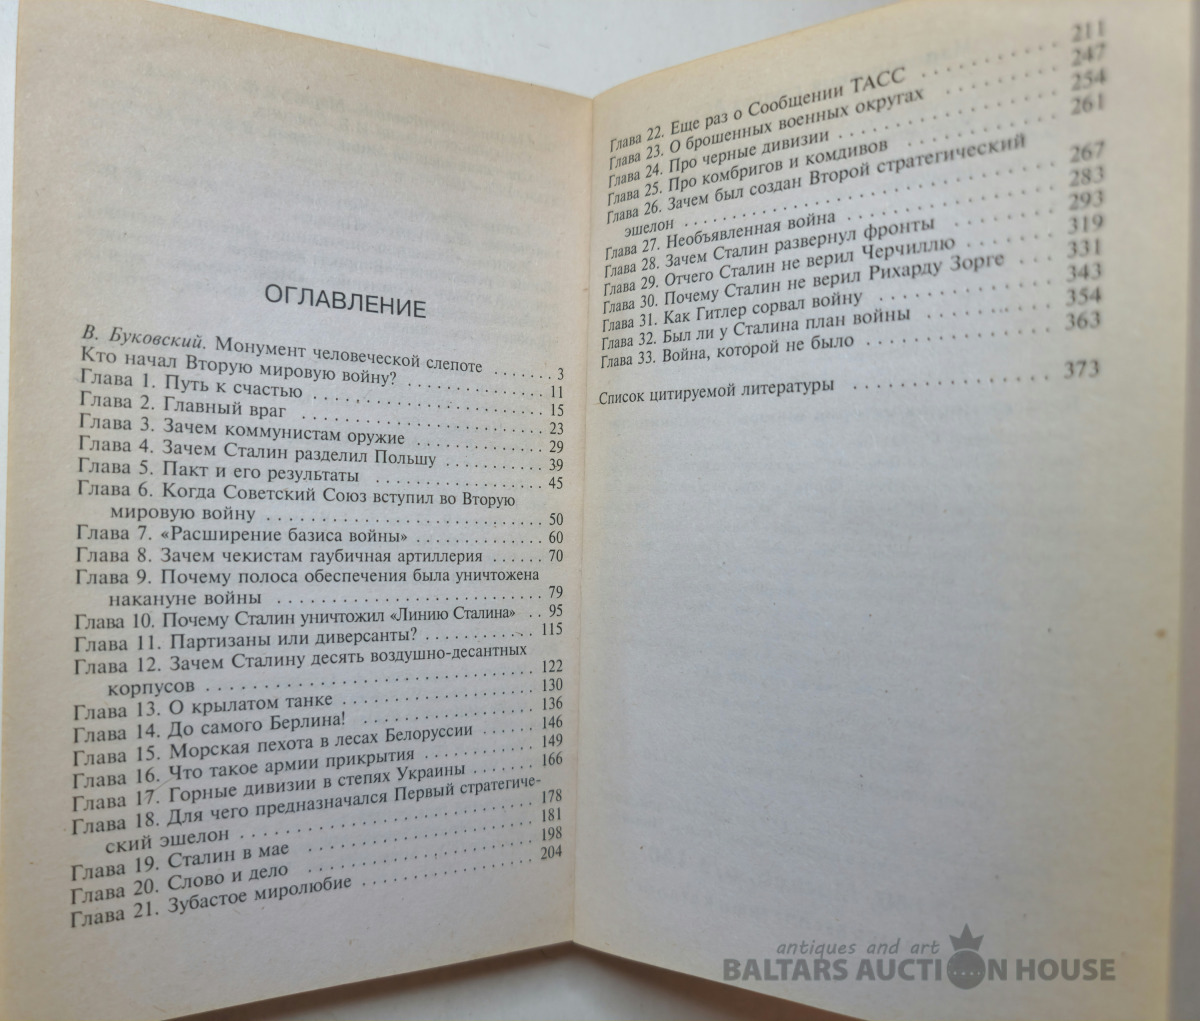 ОГЛАВЛЕНИЕ
В. Буковский. Монумент человеческой слепоте ....... 3
Кто начал Вторую мировую войну? ............... 11
Глава 1. Путь к счастью ........................ 15
Глава 2. Главный враг ......................... 23
Глава 3. Зачем коммунистам оружие ............. 29
Глава 4. Зачем Сталин разделил Польшу .......... 39
Глава 5. Пакт и его результаты .................. 45
Глава 6. Когда Советский Союз вступил во Вторую
мировую войну ........................... 50
Глава 7. «Расширение базиса войны» ............. 60
Глава 8. Зачем чекистам гаубичная артиллерия ...... 70
Глава 9. Почему полоса обеспечения была уничтожена
накануне войны .......................... 79
Глава 10. Почему Сталин уничтожил «Линию Сталина» .. 95
Глава 11. Партизаны или диверсанты? ............ 115
Глава 12. Зачем Сталину десять воздушно-десантных
корпусов ................................ 122
Глава 13. О крылатом танке .................... 130
Глава 14. До самого Берлина! .................. 136
Глава 15. Морская пехота в лесах Белоруссии ...... 146
Глава 16. Что такое армии прикрытия ............ 149
Глава 17. Горные дивизии в степях Украины ....... 166
Глава 18. Для чего предназначался Первый стратегиче-
ский эшелон ............................. 178
Глава 19. Сталин в мае ........................ 181
Глава 20. Слово и дело ........................ 198
Глава 21. Зубастое миролюбие .................. 204
Глава 22. Еще раз о Сообщении ТАСС ........... 211
Глава 23. О брошенных военных округах ......... 247
Глава 24. Про черные дивизии .................. 254
Глава 25. Про комбригов и комдивов ............ 261
Глава 26. Зачем был создан Второй стратегический
эшелон ................................. 267
Глава 27. Необъявленная война ................. 283
Глава 28. Зачем Сталин развернул фронты ........ 293
Глава 29. Отчего Сталин не верил Черчиллю ....... 319
Глава 30. Почему Сталин не верил Рихарду Зорге ... 331
Глава 31. Как Гитлер сорвал войну .............. 343
Глава 32. Был ли у Сталина план войны .......... 354
Глава 33. Война, которой не было ............... 363
Список цитируемой литературы ................. 373
antiques and art
BALTARS AUCTION HOUSE